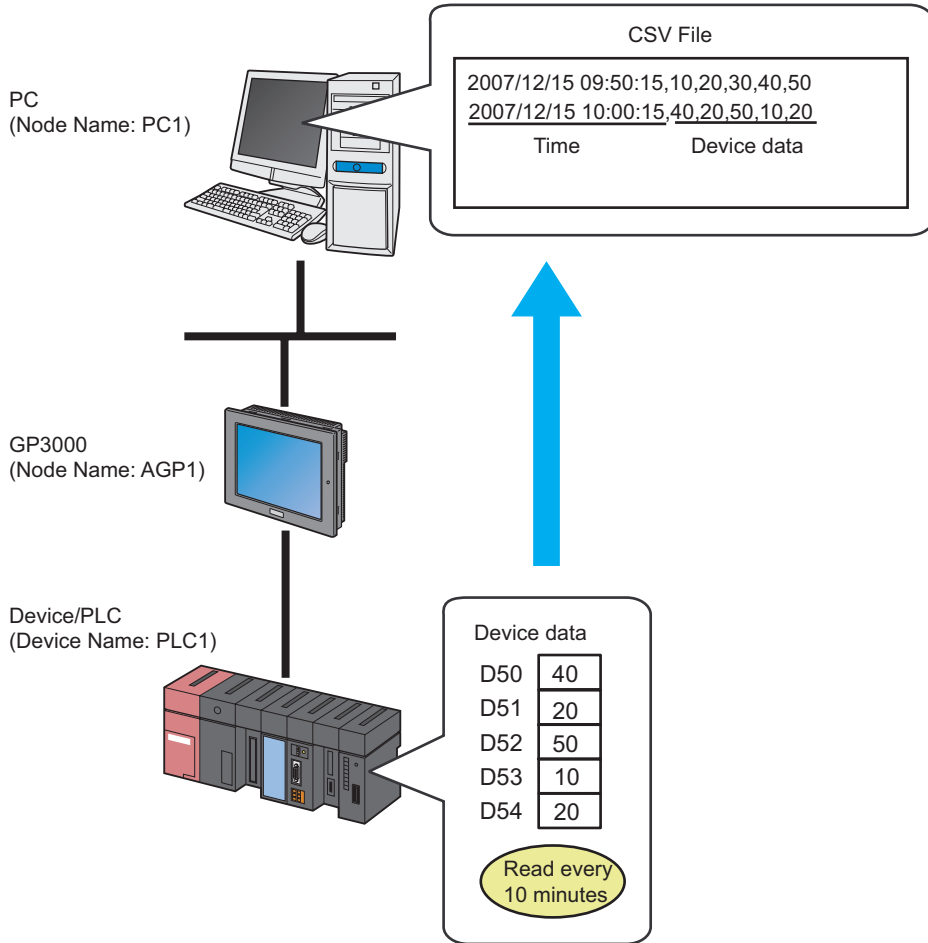 CSV File
2007/12/15 09:50:15,10,20,30,40,50
2007/12/15 10:00:15,40,20,50,10,20
Time Device data
PC
(Node Name: PC1)
GP3000
(Node Name: AGP1)
Device/PLC
(Device Name: PLC1)
Device data
D50 40
D51 20
D52 50
D53 10
D54 20
Read every
10 minutes